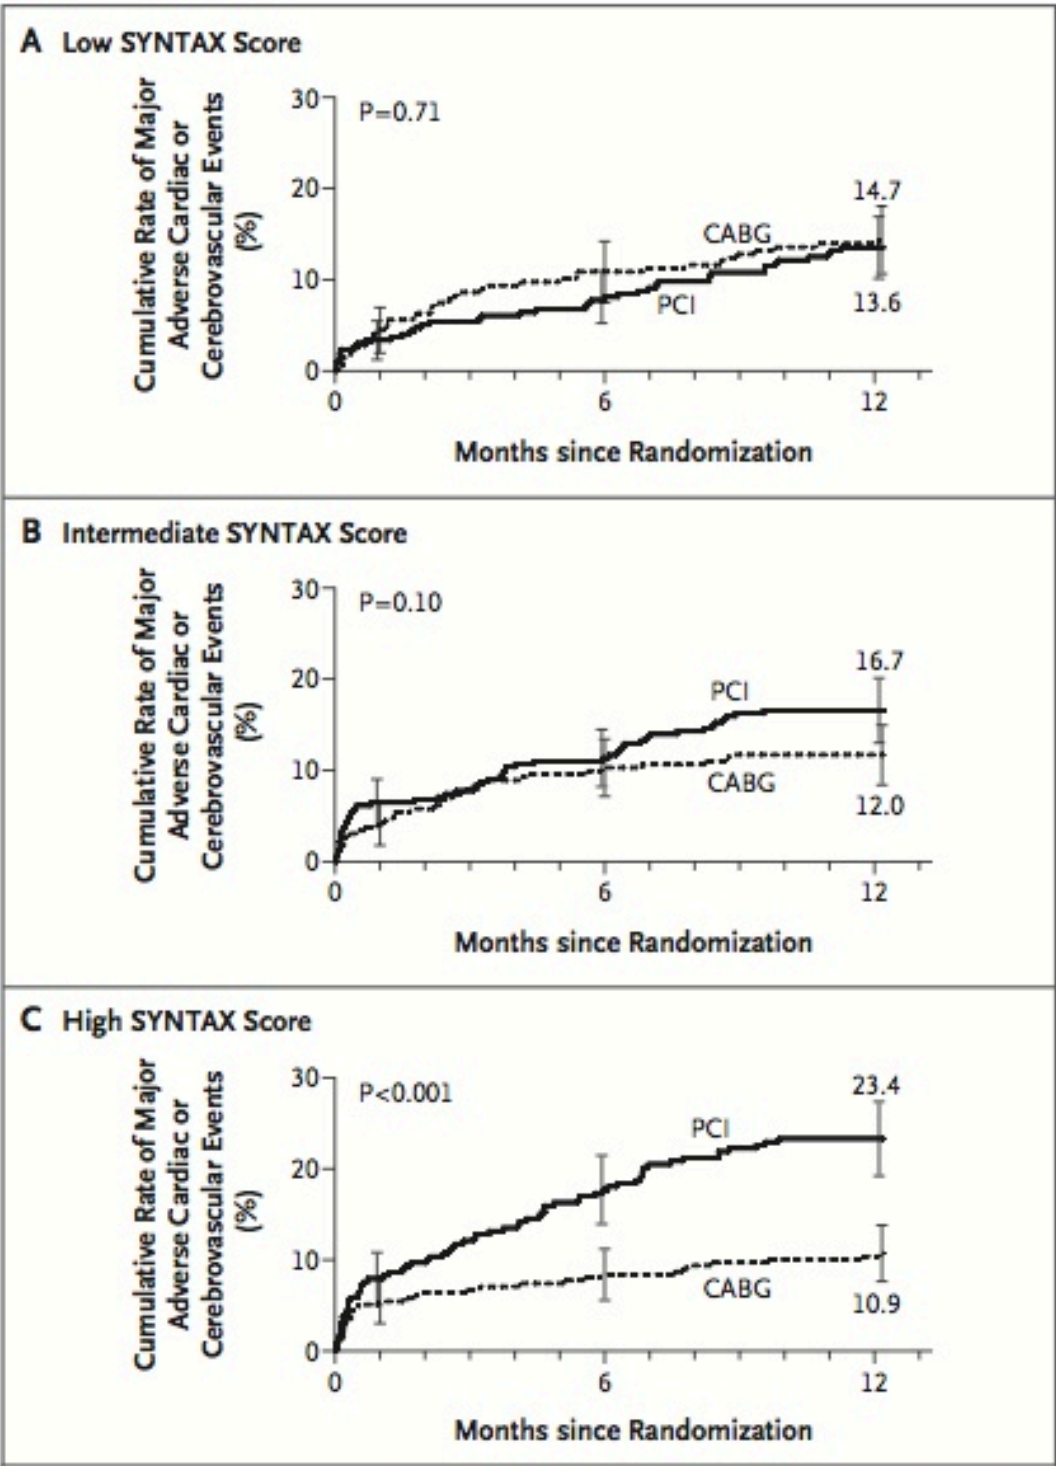 A Low SYNTAX Score
Cumulative Rate of Major
Adverse Cardiac or
Cerebrovascular Events
(%)
30
20
10
0
P=0.71
CABG
PCI
14.7
13.6
0 6 12
Months since Randomization
B Intermediate SYNTAX Score
Cumulative Rate of Major
Adverse Cardiac or
Cerebrovascular Events
(%)
30
20
10
0
P=0.10
PCI
CABG
16.7
12.0
0 6 12
Months since Randomization
C High SYNTAX Score
Cumulative Rate of Major
Adverse Cardiac or
Cerebrovascular Events
(%)
30
20
10
0
P<0.001
PCI
CABG
23.4
10.9
0 6 12
Months since Randomization